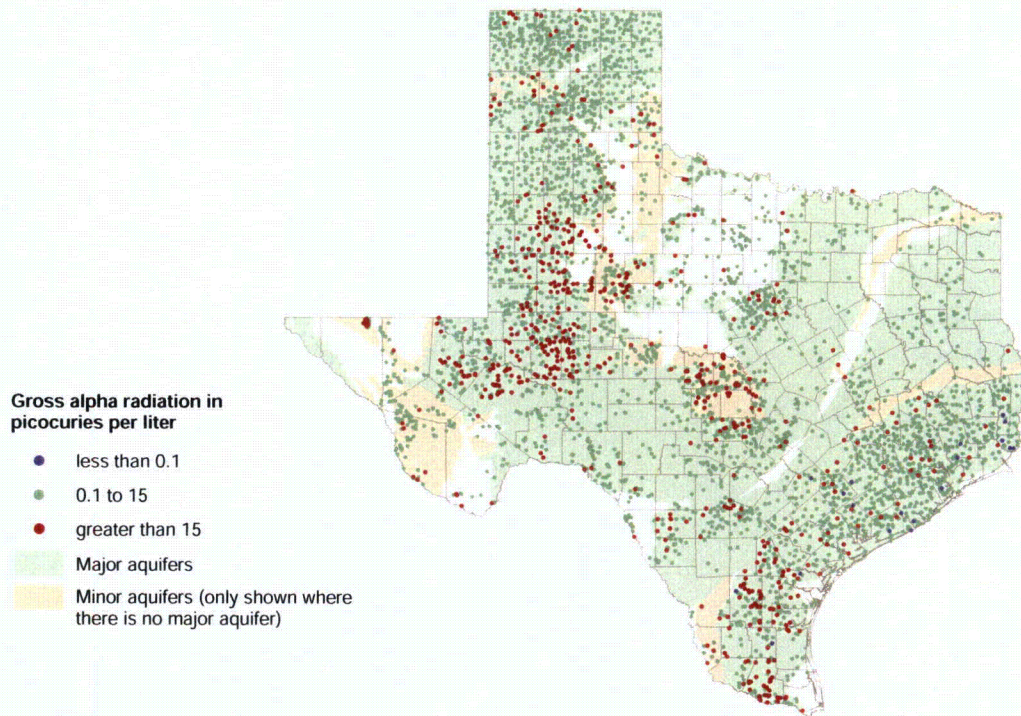 Gross alpha radiation in
picocuries per liter
less than 0.1
0.1 to 15
greater than 15
Major aquifers
Minor aquifers (only shown where
there is no major aquifer)